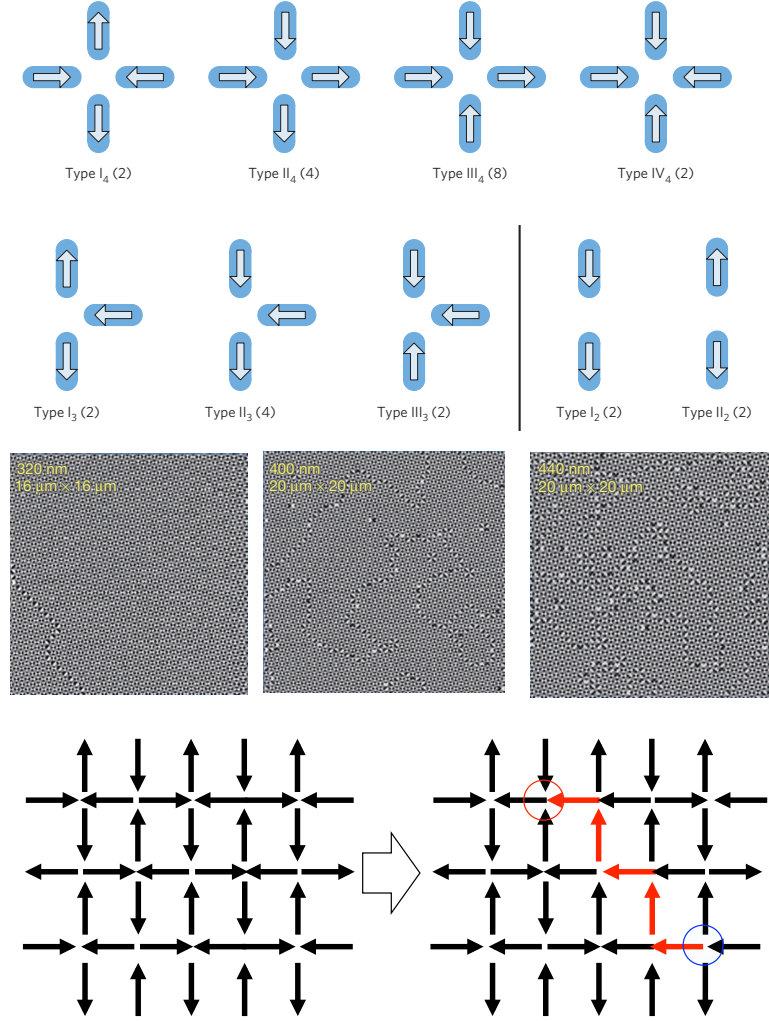 Type I₄ (2)
Type II₄ (4)
Type III₄ (8)
Type IV₄ (2)
Type I₃ (2)
Type II₃ (4)
Type III₃ (2)
Type I₂ (2)
Type II₂ (2)
320 nm
16 µm × 16 µm
400 nm
20 µm × 20 µm
440 nm
20 µm × 20 µm